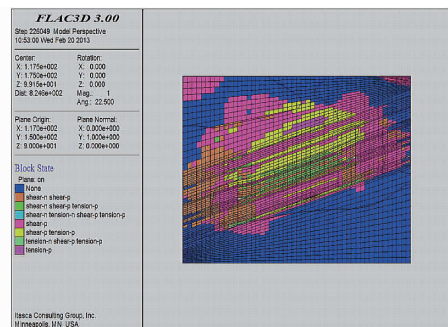 FLAC3D 3.00
Step 226049 Model Perspective
10:53:00 Wed Feb 20 2013
Center: Rotation:
X: 1.175e+002 X: 0.000
Y: 1.750e+002 Y: 0.000
Z: 9.915e+001 Z: 0.000
Dist: 8.246e+002 Mag.: 1
Ang.: 22.500
Plane Origin: Plane Normal:
X: 1.170e+002 X: 0.000e+000
Y: 1.500e+002 Y: 1.000e+000
Z: 9.000e+001 Z: 0.000e+000
Block State
Plane: on
None
shear-n shear-p
shear-n shear-p tension-p
shear-n tension-n shear-p tension-p
shear-p
shear-p tension-p
tension-n shear-p tension-p
tension-p
Itasca Consulting Group, Inc.
Minneapolis, MN USA